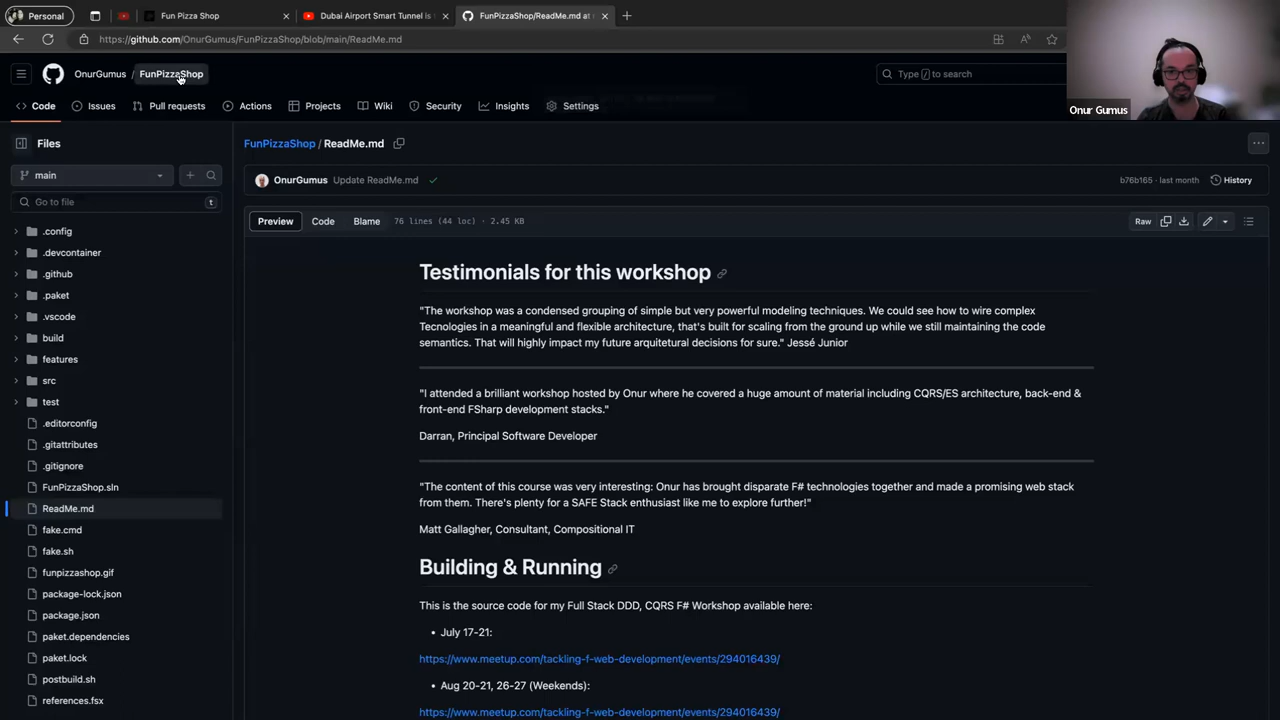 Personal
Fun Pizza Shop
Dubai Airport Smart Tunnel is
FunPizzaShop/ReadMe.md at
https://github.com/OnurGumus/FunPizzaShop/blob/main/ReadMe.md
OnurGumus / FunPizzaShop
Type / to search
Onur Gumus
Code
Issues
Pull requests
Actions
Projects
Wiki
Security
Insights
Settings
Files
FunPizzaShop / ReadMe.md
main
OnurGumus Update ReadMe.md
b76b165 · last month
History
Go to file
t
Preview
Code
Blame
76 lines (44 loc) · 2.45 KB
Raw
.config
.devcontainer
.github
.paket
.vscode
build
features
src
test
.editorconfig
.gitattributes
.gitignore
FunPizzaShop.sln
ReadMe.md
fake.cmd
fake.sh
funpizzashop.gif
package-lock.json
package.json
paket.dependencies
paket.lock
postbuild.sh
references.fsx
Testimonials for this workshop
"The workshop was a condensed grouping of simple but very powerful modeling techniques. We could see how to wire complex
Tecnologies in a meaningful and flexible architecture, that's built for scaling from the ground up while we still maintaining the code
semantics. That will highly impact my future arquitetural decisions for sure." Jessé Junior
"I attended a brilliant workshop hosted by Onur where he covered a huge amount of material including CQRS/ES architecture, back-end &
front-end FSharp development stacks."
Darran, Principal Software Developer
"The content of this course was very interesting: Onur has brought disparate F# technologies together and made a promising web stack
from them. There's plenty for a SAFE Stack enthusiast like me to explore further!"
Matt Gallagher, Consultant, Compositional IT
Building & Running
This is the source code for my Full Stack DDD, CQRS F# Workshop available here:
• July 17-21:
https://www.meetup.com/tackling-f-web-development/events/294016439/
• Aug 20-21, 26-27 (Weekends):
https://www.meetup.com/tackling-f-web-development/events/294016439/